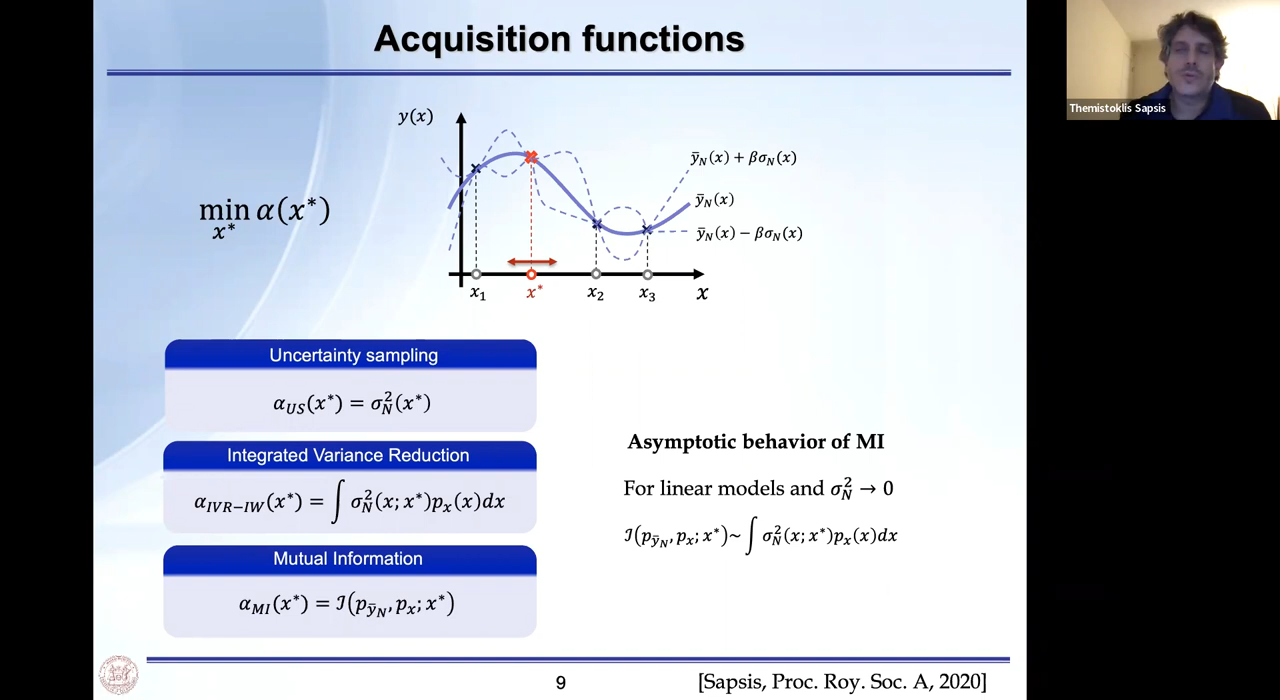 Acquisition functions
Themistoklis Sapsis
y(x)
ȳ_N(x) + βσ_N(x)
ȳ_N(x)
ȳ_N(x) − βσ_N(x)
min α(x*)
x*
x₁ x* x₂ x₃ x
Uncertainty sampling
α_US(x*) = σ²_N(x*)
Integrated Variance Reduction
α_IVR−IW(x*) = ∫ σ²_N(x; x*)p_x(x)dx
Mutual Information
α_MI(x*) = ℐ(p_ȳ_N, p_x; x*)
Asymptotic behavior of MI
For linear models and σ²_N → 0
ℐ(p_ȳ_N, p_x; x*)~ ∫ σ²_N(x; x*)p_x(x)dx
9
[Sapsis, Proc. Roy. Soc. A, 2020]